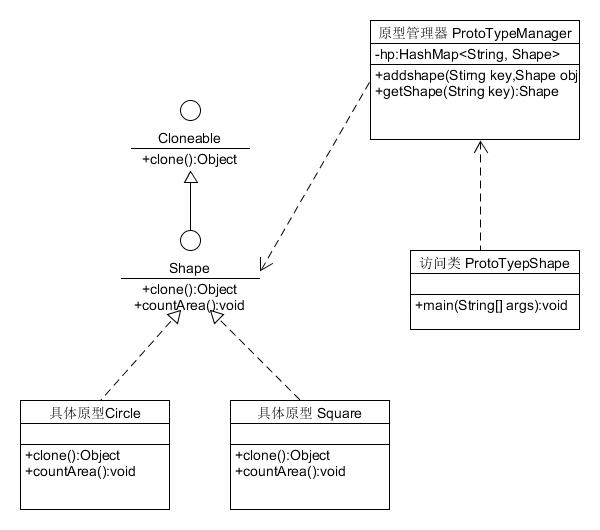 原型管理器 ProtoTypeManager
-hp:HashMap<String, Shape>
+addshape(Stirng key,Shape obj
+getShape(String key):Shape
Cloneable
+clone():Object
Shape
+clone():Object
+countArea():void
访问类 ProtoTyepShape
+main(String[] args):void
具体原型Circle
+clone():Object
+countArea():void
具体原型 Square
+clone():Object
+countArea():void